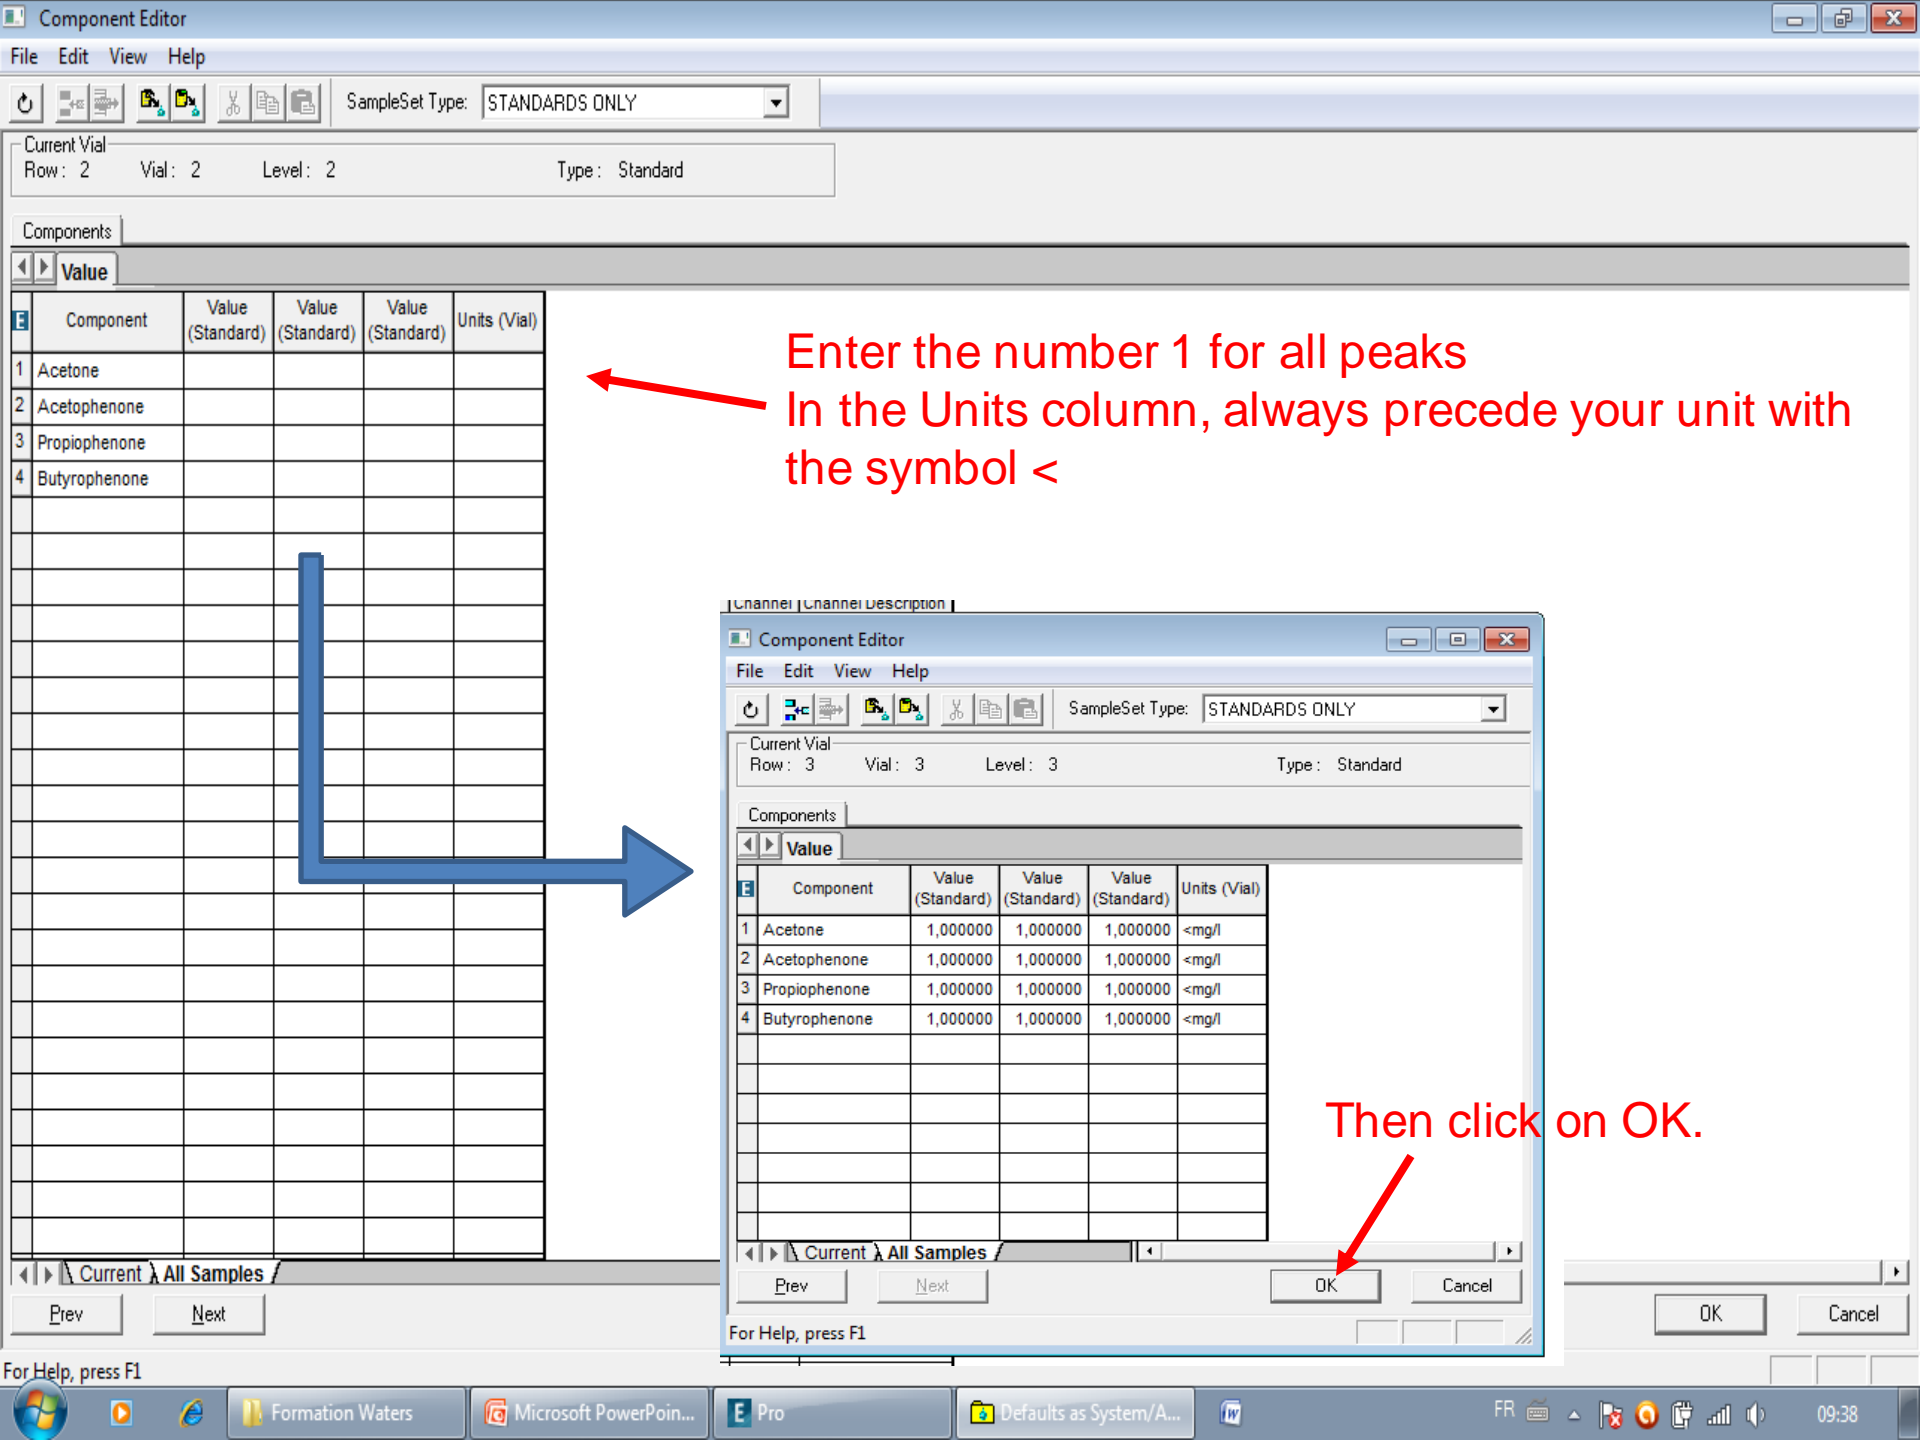 Component Editor
File Edit View Help
SampleSet Type: STANDARDS ONLY
Current Vial
Row: 2 Vial: 2 Level: 2 Type: Standard
Components
Value
E Component Value (Standard) Value (Standard) Value (Standard) Units (Vial)
1 Acetone
2 Acetophenone
3 Propiophenone
4 Butyrophenone
Enter the number 1 for all peaks
In the Units column, always precede your unit with
the symbol <
Channel Channel Description
Component Editor
File Edit View Help
SampleSet Type: STANDARDS ONLY
Current Vial
Row: 3 Vial: 3 Level: 3 Type: Standard
Components
Value
E Component Value (Standard) Value (Standard) Value (Standard) Units (Vial)
1 Acetone 1,000000 1,000000 1,000000 <mg/l
2 Acetophenone 1,000000 1,000000 1,000000 <mg/l
3 Propiophenone 1,000000 1,000000 1,000000 <mg/l
4 Butyrophenone 1,000000 1,000000 1,000000 <mg/l
Then click on OK.
Current All Samples
Prev Next OK Cancel
For Help, press F1
Current All Samples
Prev Next OK Cancel
For Help, press F1
Formation Waters Microsoft PowerPoin... E Pro Defaults as System/A... FR 09:38